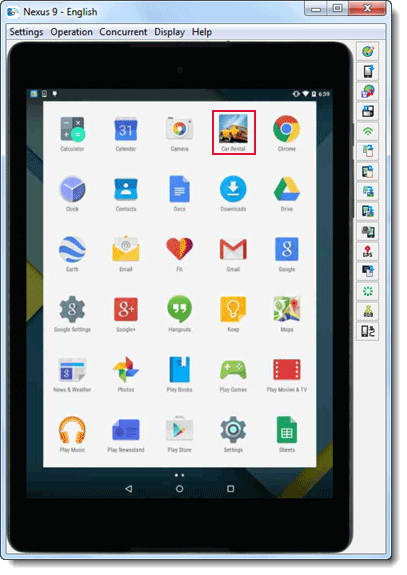 Nexus 9 - English
Settings Operation Concurrent Display Help
6:39
Calculator Calendar Camera Car Rental Chrome
31
Clock Contacts Docs Downloads Drive
Earth Email Fit Gmail Google
Google Settings Google+ Hangouts Keep Maps
News & Weather Photos Play Books Play Games Play Movies & TV
Play Music Play Newsstand Play Store Settings Sheets
GPS